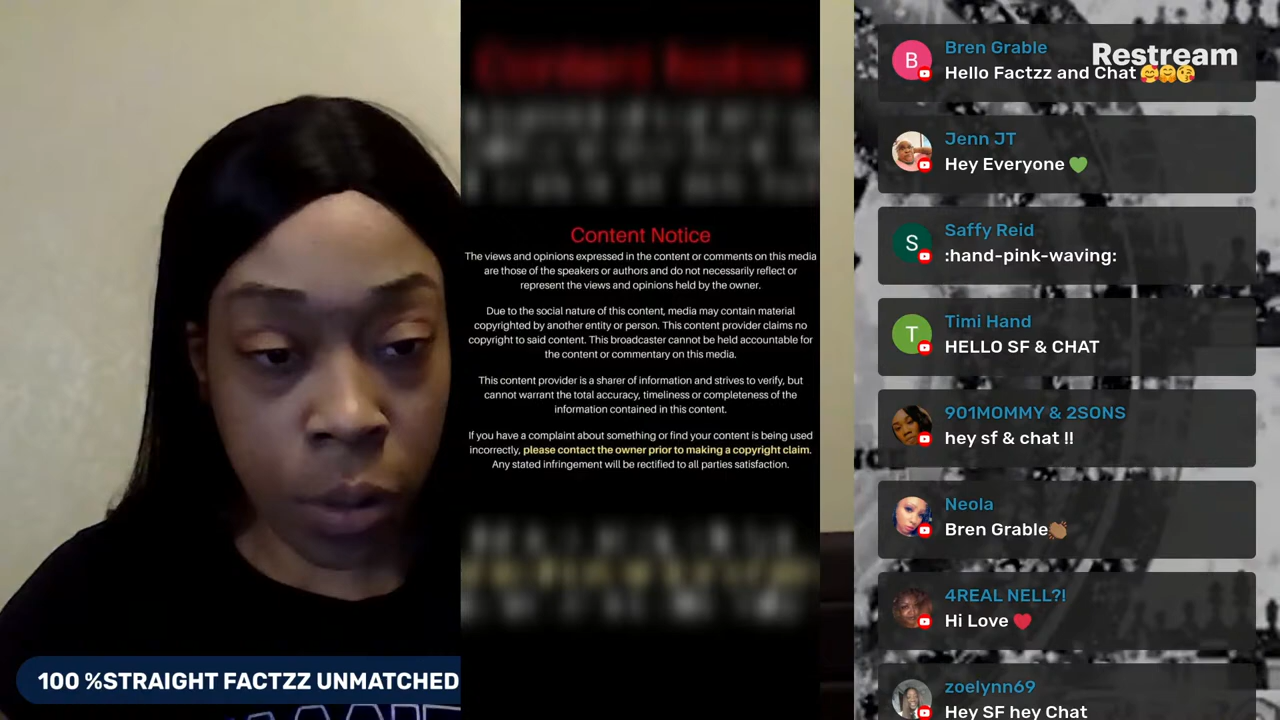 100 %STRAIGHT FACTZZ UNMATCHED
Content Notice
The views and opinions expressed in the content or comments on this media
are those of the speakers or authors and do not necessarily reflect or
represent the views and opinions held by the owner.
Due to the social nature of this content, media may contain material
copyrighted by another entity or person. This content provider claims no
copyright to said content. This broadcaster cannot be held accountable for
the content or commentary on this media.
This content provider is a sharer of information and strives to verify, but
cannot warrant the total accuracy, timeliness or completeness of the
information contained in this content.
If you have a complaint about something or find your content is being used
incorrectly, please contact the owner prior to making a copyright claim.
Any stated infringement will be rectified to all parties satisfaction.
Restream
B
Bren Grable
Hello Factzz and Chat 🥰🤗😘
Jenn JT
Hey Everyone 💚
S
Saffy Reid
:hand-pink-waving:
T
Timi Hand
HELLO SF & CHAT
901MOMMY & 2SONS
hey sf & chat !!
Neola
Bren Grable👏🏽
4REAL NELL?!
Hi Love ❤️
zoelynn69
Hey SF hey Chat